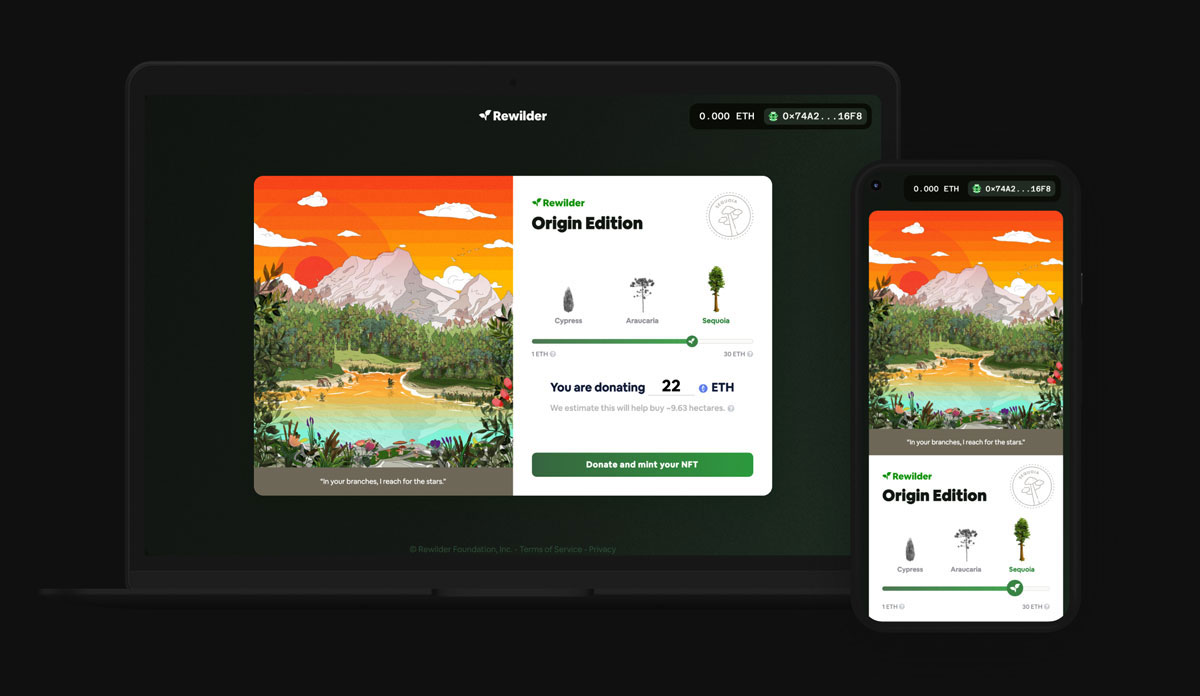 Rewilder
0.000 ETH 0×74A2...16F8
Rewilder
Origin Edition
SEQUOIA
Cypress Araucaria Sequoia
1 ETH 30 ETH
You are donating 22 ETH
We estimate this will help buy ~9.63 hectares.
Donate and mint your NFT
"In your branches, I reach for the stars."
© Rewilder Foundation, Inc. - Terms of Service - Privacy
0.000 ETH 0×74A2...16F8
"In your branches, I reach for the stars."
Rewilder
Origin Edition
SEQUOIA
Cypress Araucaria Sequoia
1 ETH 30 ETH